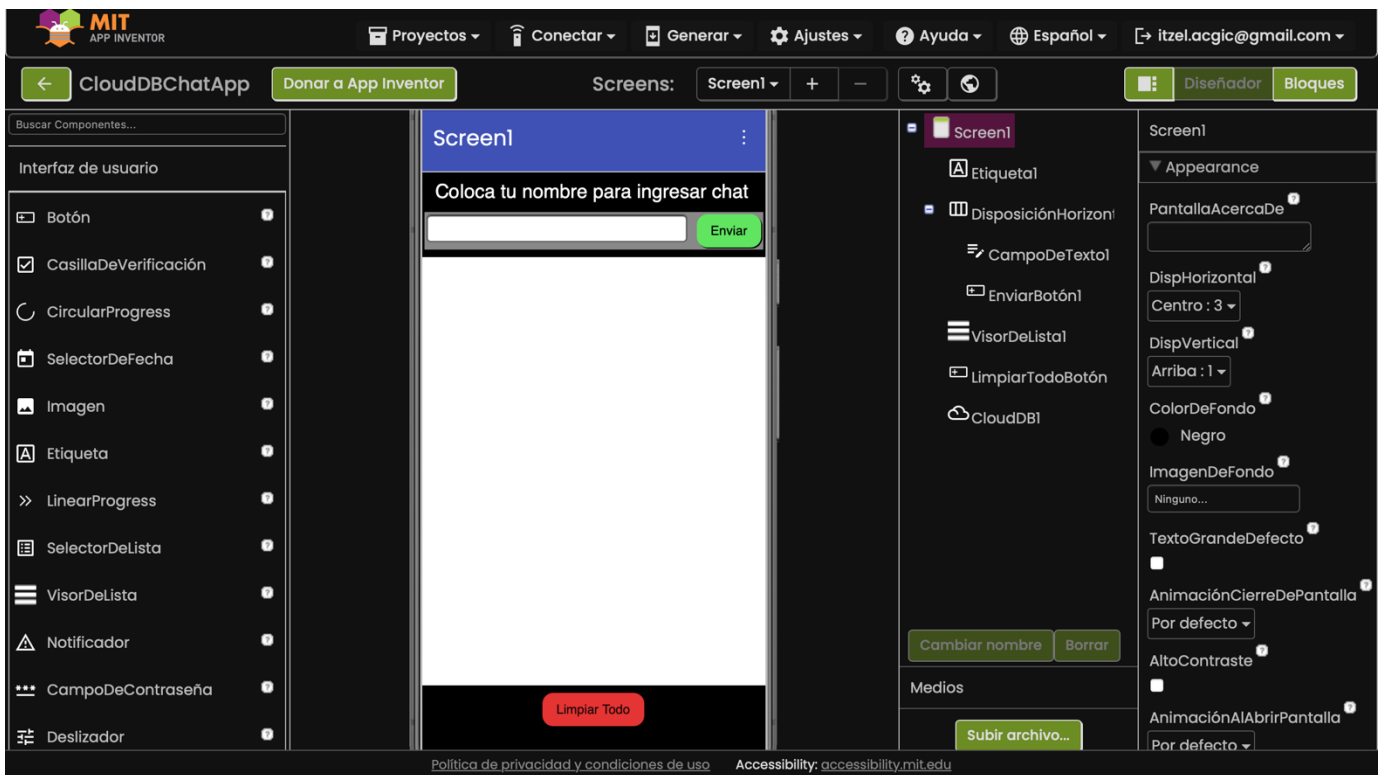 MIT
APP INVENTOR
Proyectos
Conectar
Generar
Ajustes
Ayuda
Español
itzel.acgic@gmail.com
CloudDBChatApp
Donar a App Inventor
Screens:
Screen1
+
−
Diseñador
Bloques
Buscar Componentes...
Interfaz de usuario
Botón
CasillaDeVerificación
CircularProgress
SelectorDeFecha
Imagen
Etiqueta
LinearProgress
SelectorDeLista
VisorDeLista
Notificador
CampoDeContraseña
Deslizador
Screen1
Coloca tu nombre para ingresar chat
Enviar
Limpiar Todo
Screen1
Etiqueta1
DisposiciónHorizont
CampoDeTexto1
EnviarBotón1
VisorDeLista1
LimpiarTodoBotón
CloudDB1
Cambiar nombre
Borrar
Medios
Subir archivo...
Screen1
Appearance
PantallaAcercaDe
DispHorizontal
Centro : 3
DispVertical
Arriba : 1
ColorDeFondo
Negro
ImagenDeFondo
Ninguno...
TextoGrandeDefecto
AnimaciónCierreDePantalla
Por defecto
AltoContraste
AnimaciónAlAbrirPantalla
Por defecto
Política de privacidad y condiciones de uso
Accessibility: accessibility.mit.edu